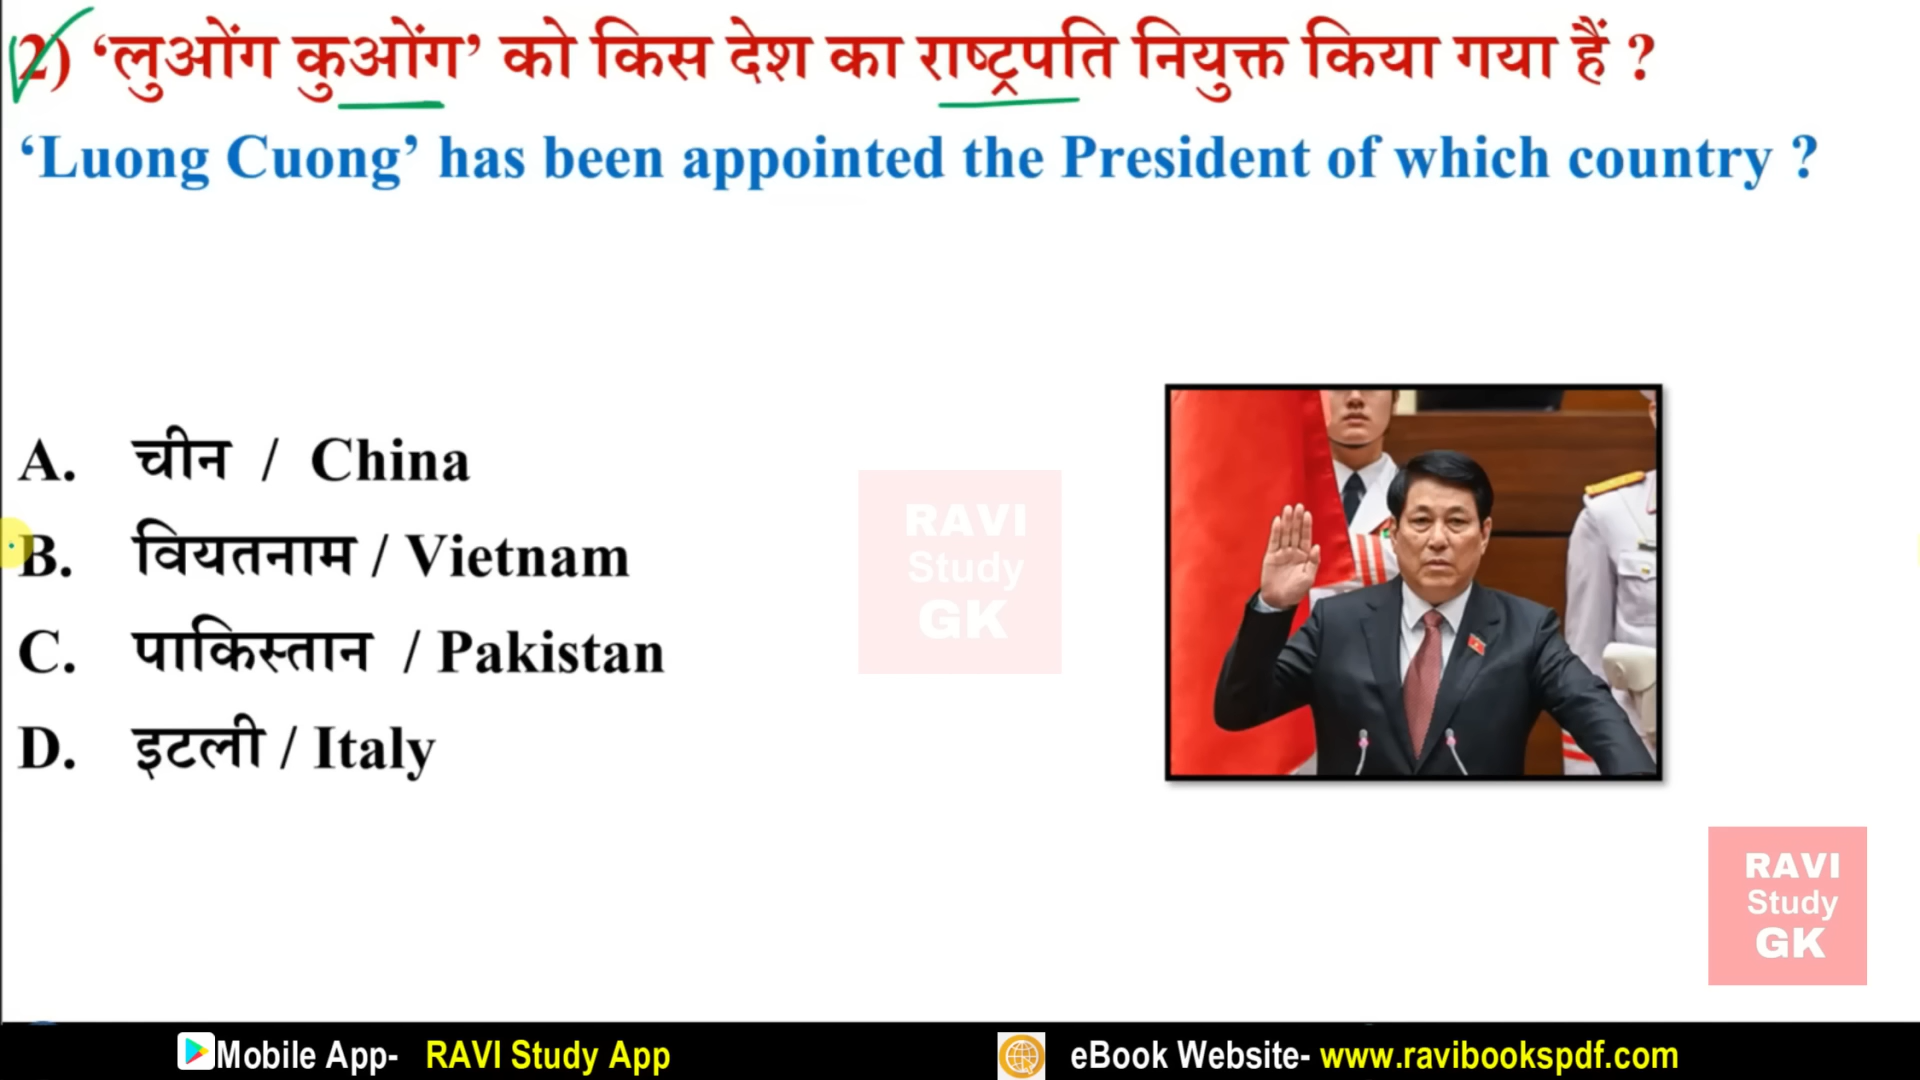 2) ‘लुओंग कुओंग’ को किस देश का राष्ट्रपति नियुक्त किया गया हैं ?
‘Luong Cuong’ has been appointed the President of which country ?
A. चीन / China
B. वियतनाम / Vietnam
C. पाकिस्तान / Pakistan
D. इटली / Italy
RAVI
Study
GK
RAVI
Study
GK
Mobile App- RAVI Study App
eBook Website- www.ravibookspdf.com